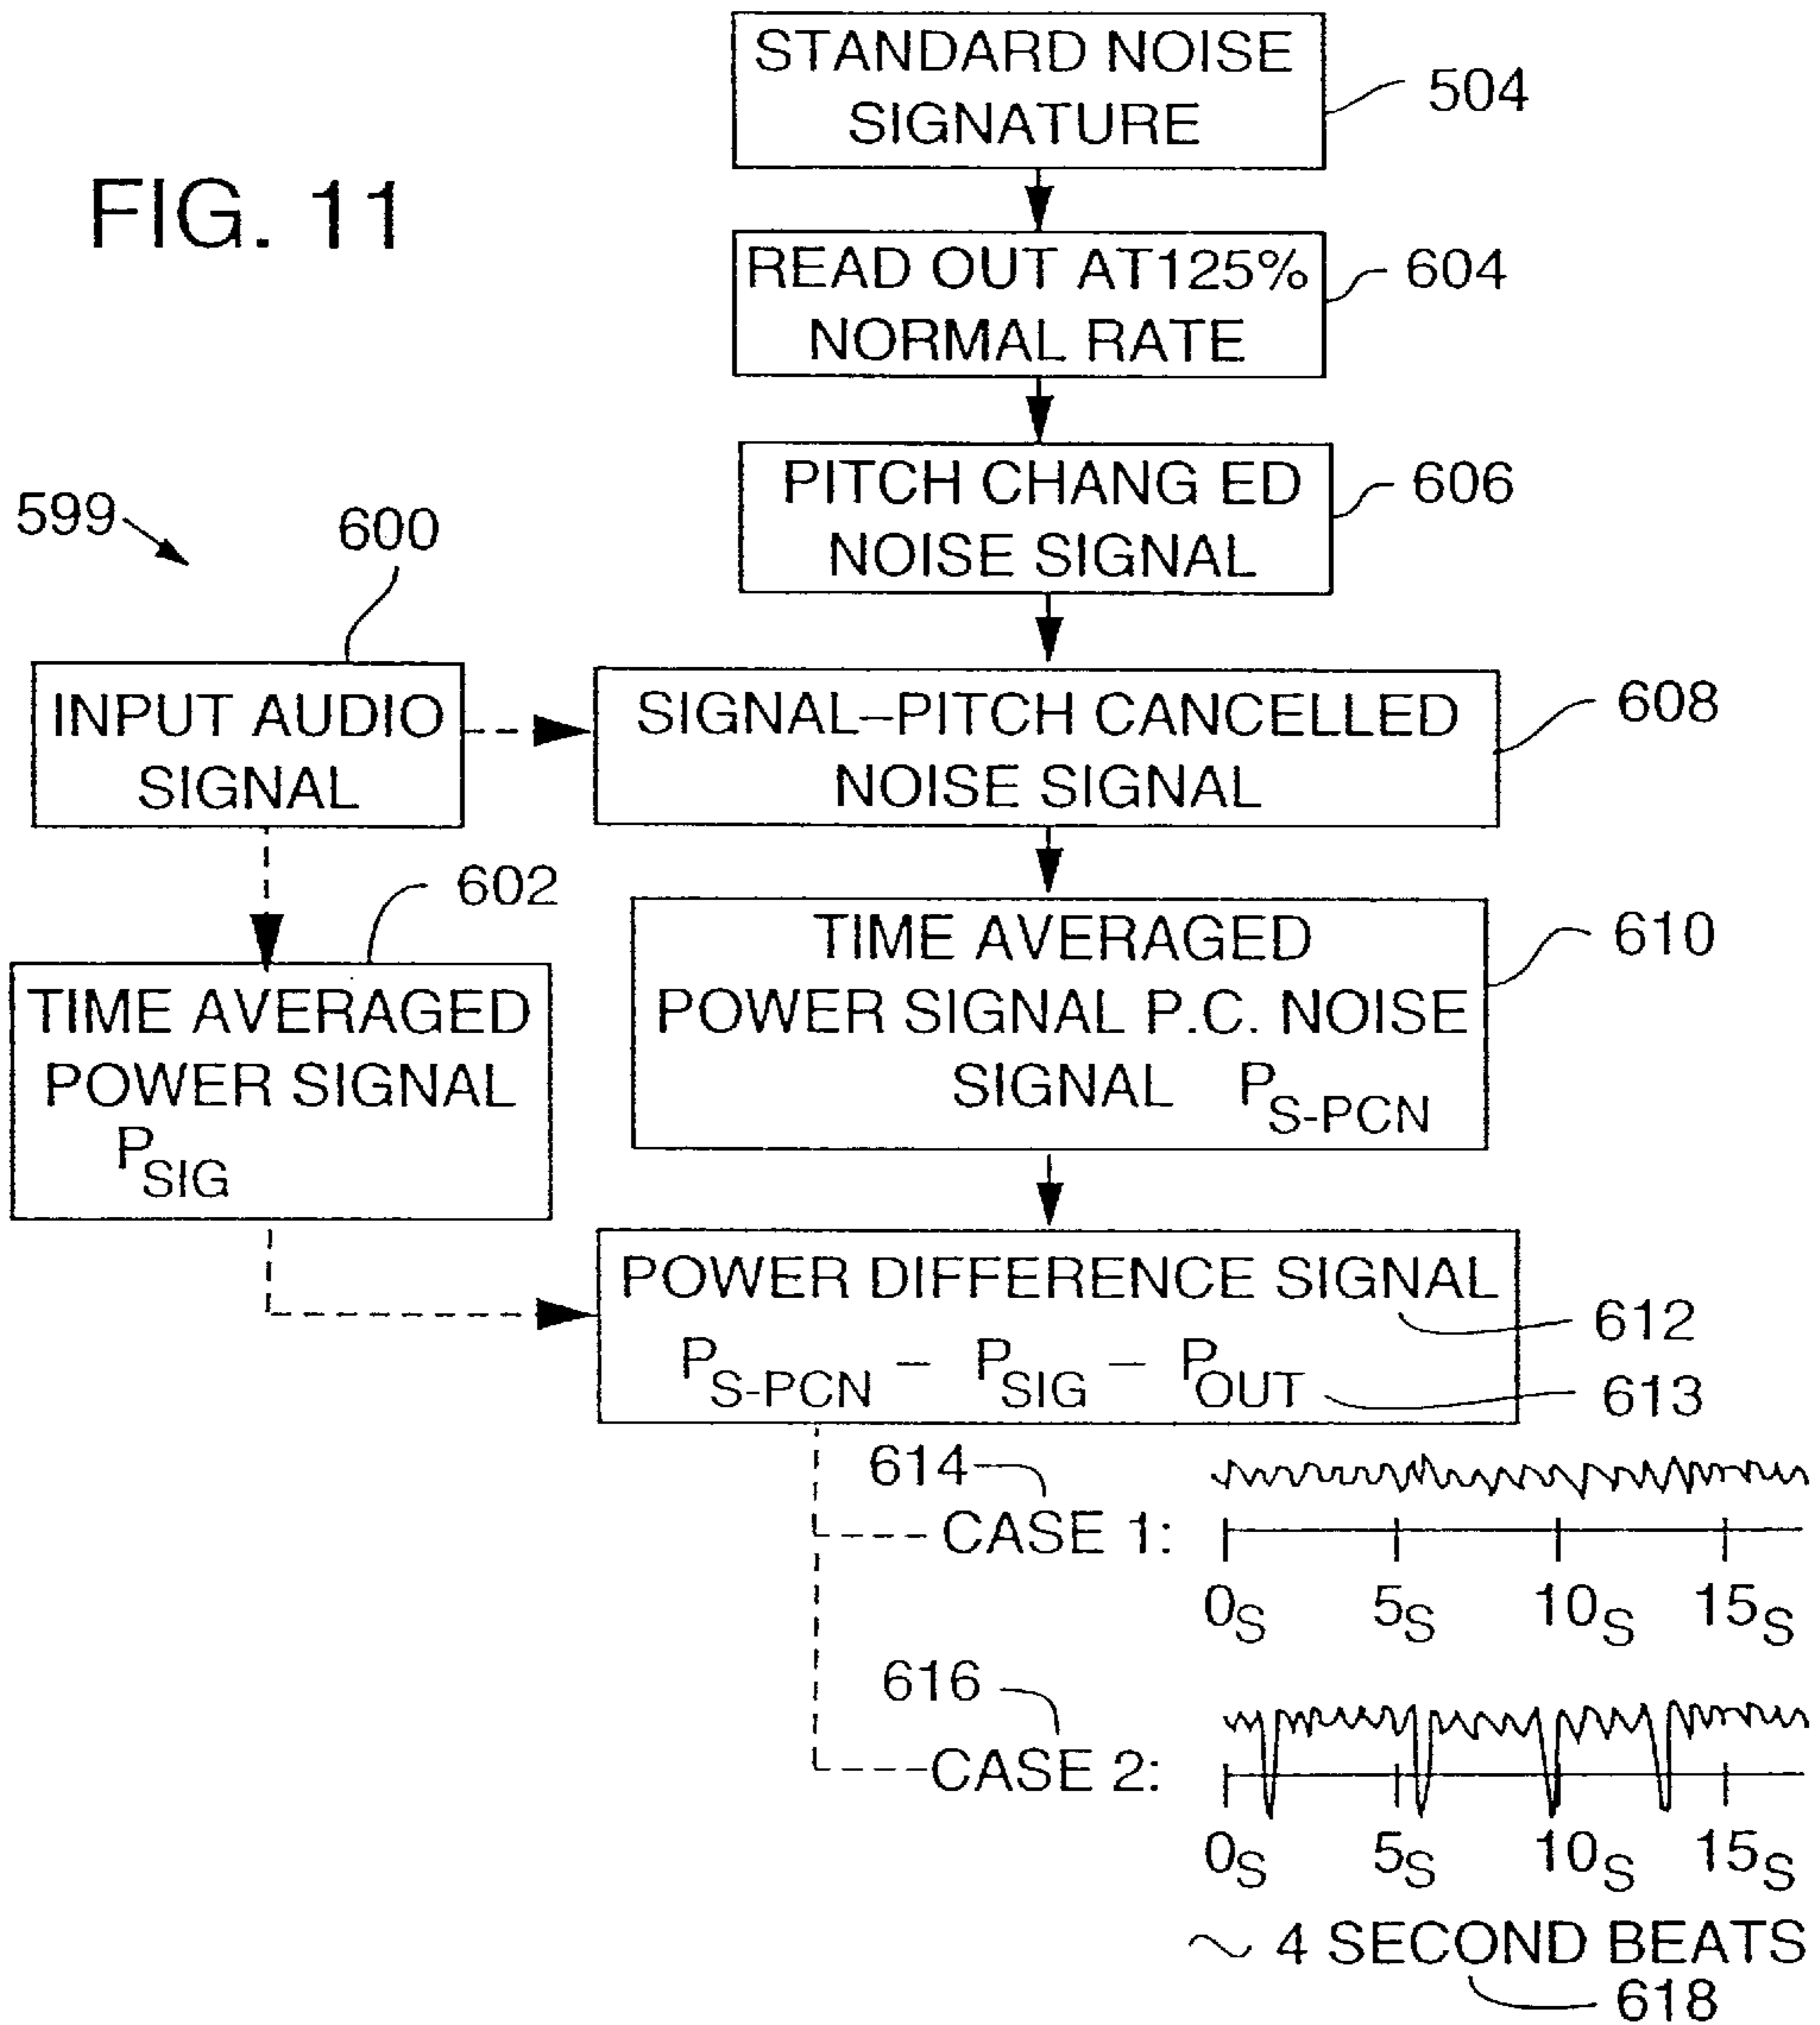 STANDARD NOISE
SIGNATURE
504
FIG. 11
READ OUT AT125%
NORMAL RATE
604
PITCH CHANG ED
NOISE SIGNAL
606
599
600
INPUT AUDIO
SIGNAL
SIGNAL–PITCH CANCELLED
NOISE SIGNAL
608
602
TIME AVERAGED
POWER SIGNAL
PSIG
TIME AVERAGED
POWER SIGNAL P.C. NOISE
SIGNAL PS-PCN
610
POWER DIFFERENCE SIGNAL
612
PS-PCN – PSIG – POUT
613
614
CASE 1:
0S 5S 10S 15S
616
CASE 2:
0S 5S 10S 15S
~ 4 SECOND BEATS
618